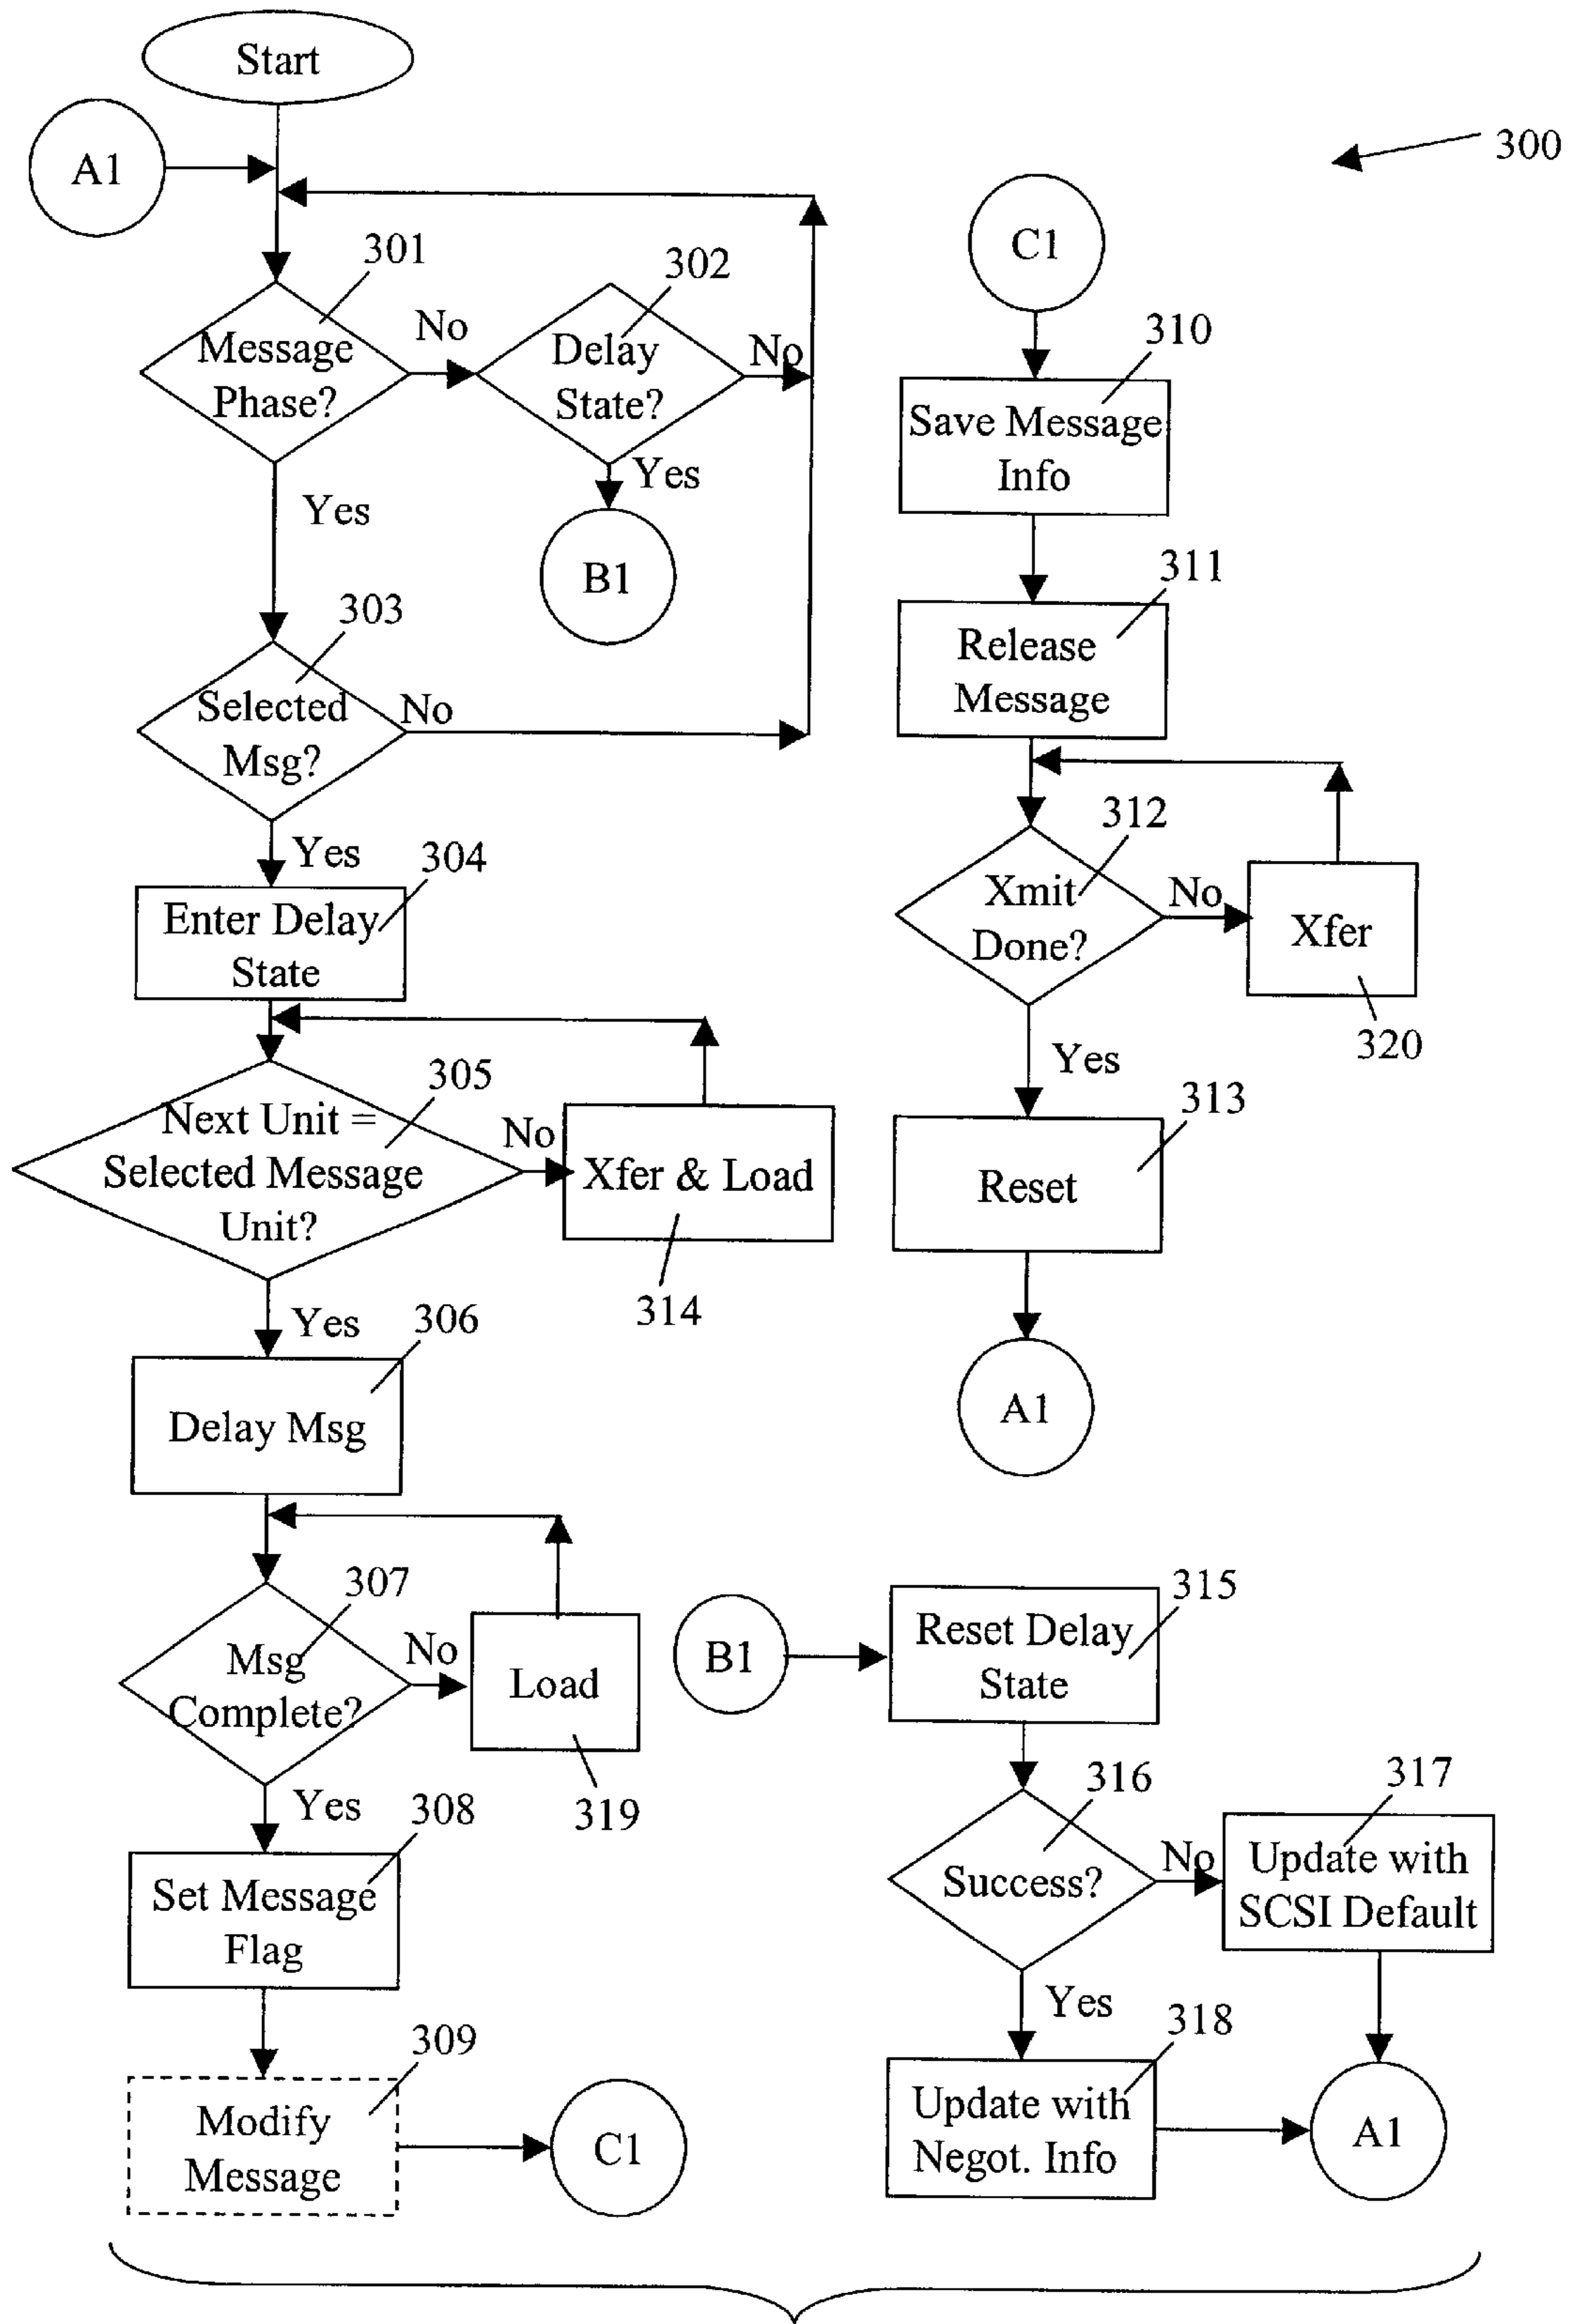 Start
A1
300
301
Message
Phase?
No
302
Delay
State?
No
Yes
B1
Yes
303
Selected
Msg?
No
Yes
304
Enter Delay
State
305
Next Unit =
Selected Message
Unit?
No
Xfer & Load
314
Yes
306
Delay Msg
307
Msg
Complete?
No
Load
319
Yes
308
Set Message
Flag
309
Modify
Message
C1
C1
310
Save Message
Info
311
Release
Message
312
Xmit
Done?
No
Xfer
320
Yes
313
Reset
A1
B1
315
Reset Delay
State
316
Success?
No
317
Update with
SCSI Default
Yes
318
Update with
Negot. Info
A1